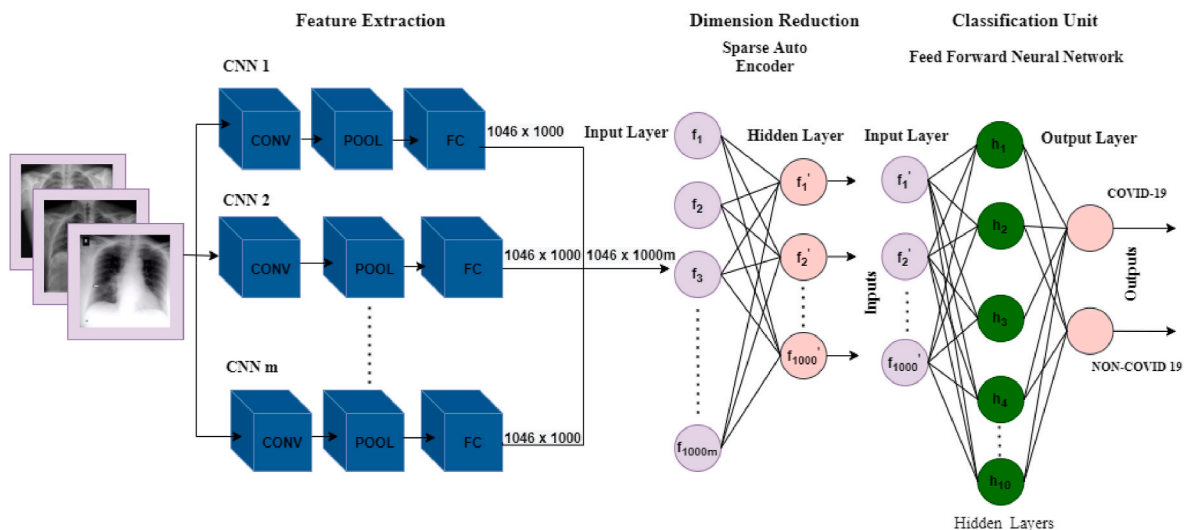 Feature Extraction
Dimension Reduction
Classification Unit
Sparse Auto
Encoder
Feed Forward Neural Network
CNN 1
CONV
POOL
FC
1046 x 1000
CNN 2
CONV
POOL
FC
1046 x 1000
1046 x 1000m
CNN m
CONV
POOL
FC
1046 x 1000
Input Layer
f1
f2
f3
f1000m
Hidden Layer
f1'
f2'
f1000'
Input Layer
Inputs
f1'
f2'
f1000'
h1
h2
h3
h4
h10
Hidden Layers
Output Layer
COVID-19
Outputs
NON-COVID 19